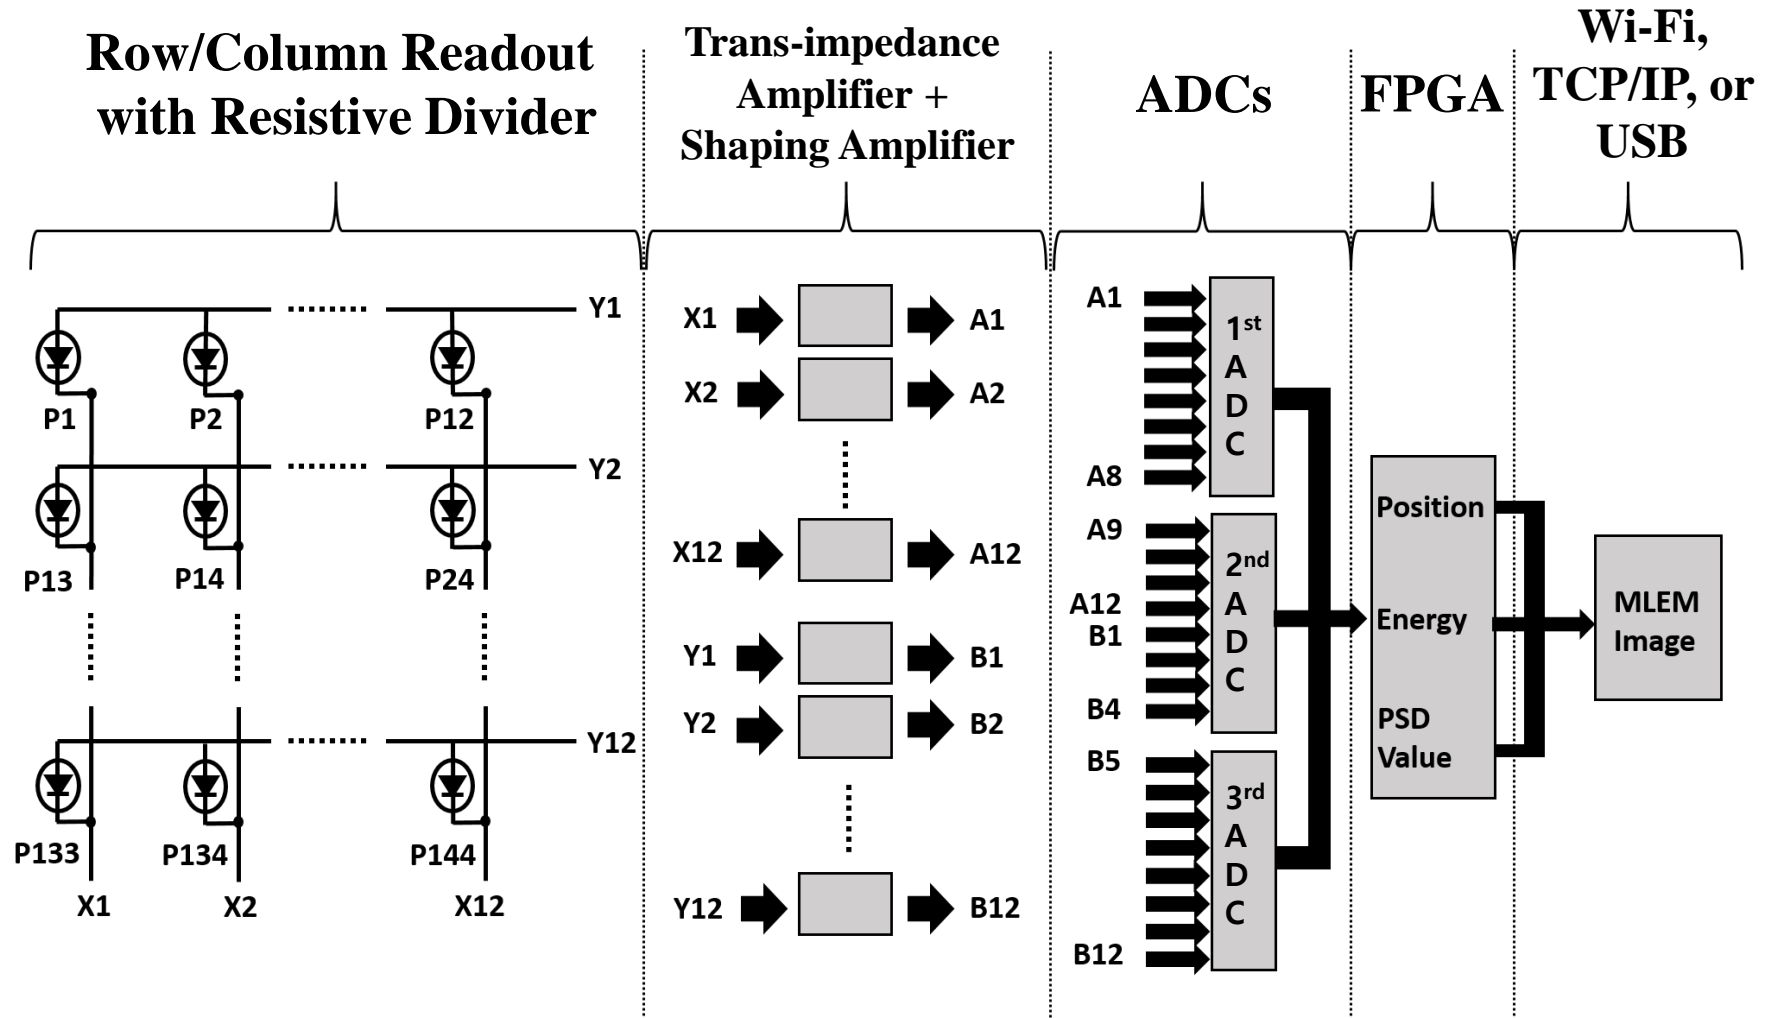 Row/Column Readout
with Resistive Divider
Trans-impedance
Amplifier +
Shaping Amplifier
ADCs
FPGA
Wi-Fi,
TCP/IP, or
USB
Y1
P1
P2
P12
Y2
P13
P14
P24
Y12
P133
P134
P144
X1
X2
X12
X1
A1
X2
A2
X12
A12
Y1
B1
Y2
B2
Y12
B12
A1
A8
1st
A
D
C
A9
A12
B1
B4
2nd
A
D
C
B5
B12
3rd
A
D
C
Position
Energy
PSD
Value
MLEM
Image